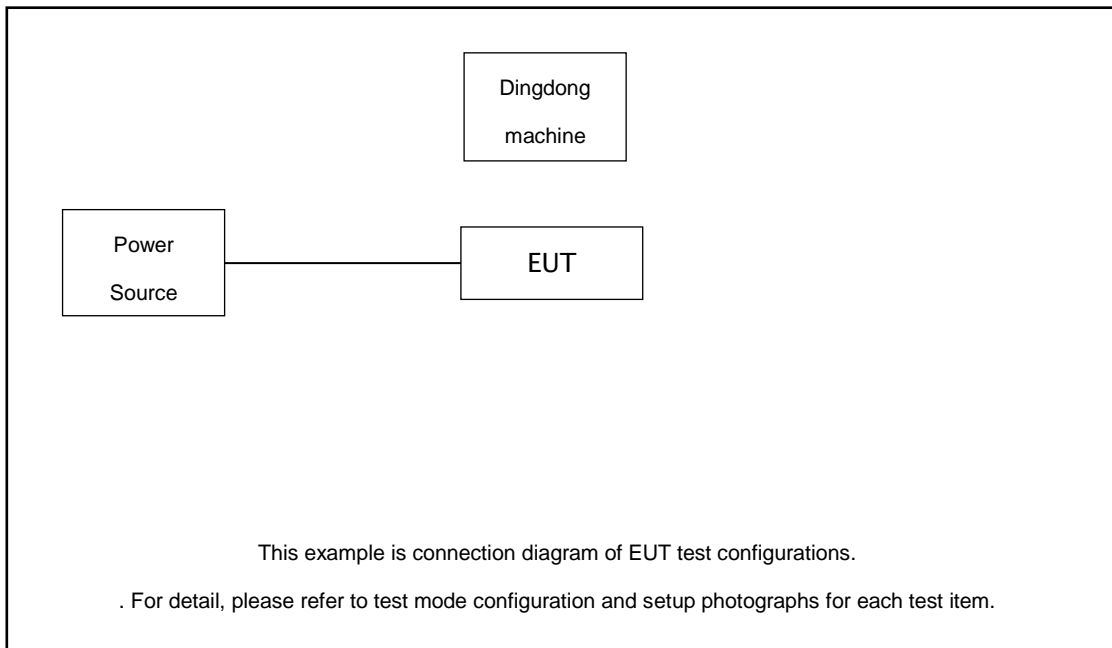 Dingdong
machine
Power
Source
EUT
This example is connection diagram of EUT test configurations.
. For detail, please refer to test mode configuration and setup photographs for each test item.